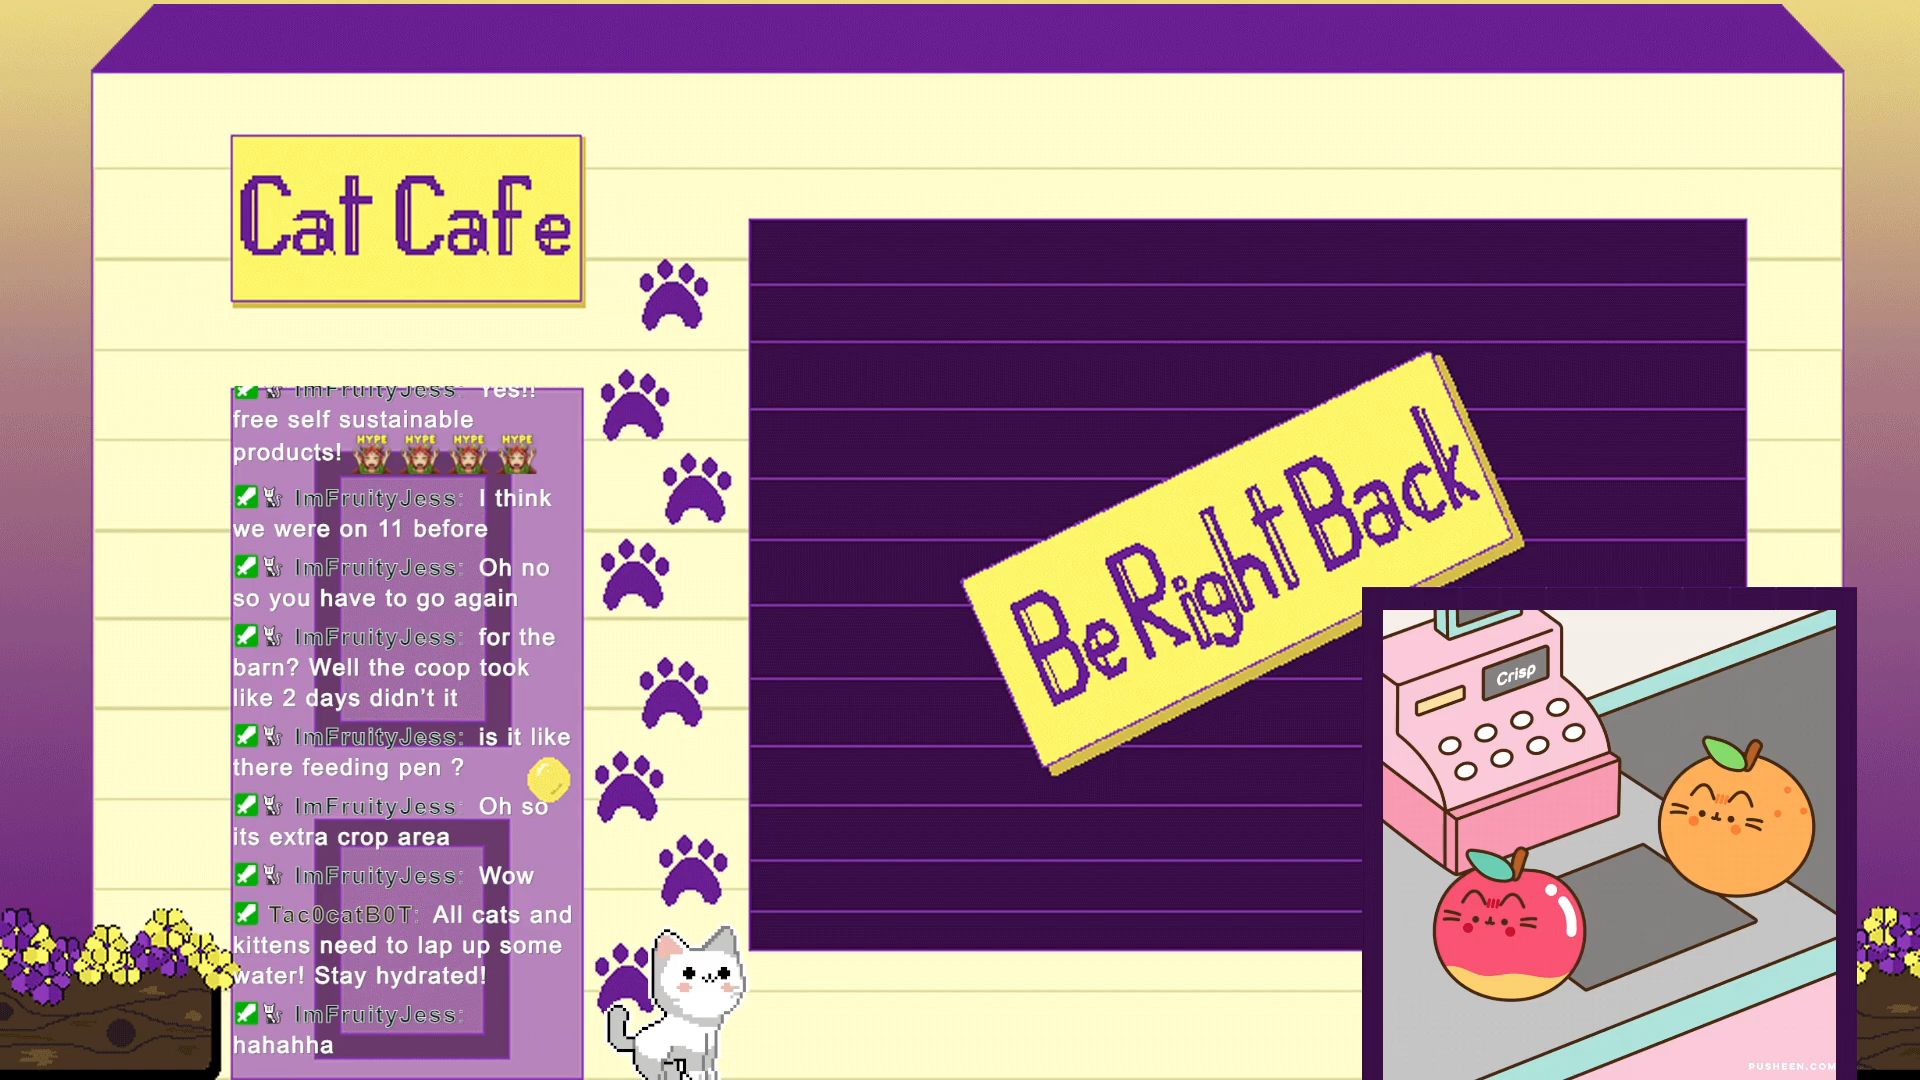 Cat Cafe
ImFruityJess: Yes!!
free self sustainable
products! HYPE HYPE HYPE HYPE
ImFruityJess: I think
we were on 11 before
ImFruityJess: Oh no
so you have to go again
ImFruityJess: for the
barn? Well the coop took
like 2 days didn't it
ImFruityJess: is it like
there feeding pen ?
ImFruityJess: Oh so
its extra crop area
ImFruityJess: Wow
Tac0catB0T: All cats and
kittens need to lap up some
water! Stay hydrated!
ImFruityJess:
hahahha
Be Right Back
Crisp
PUSHEEN.COM